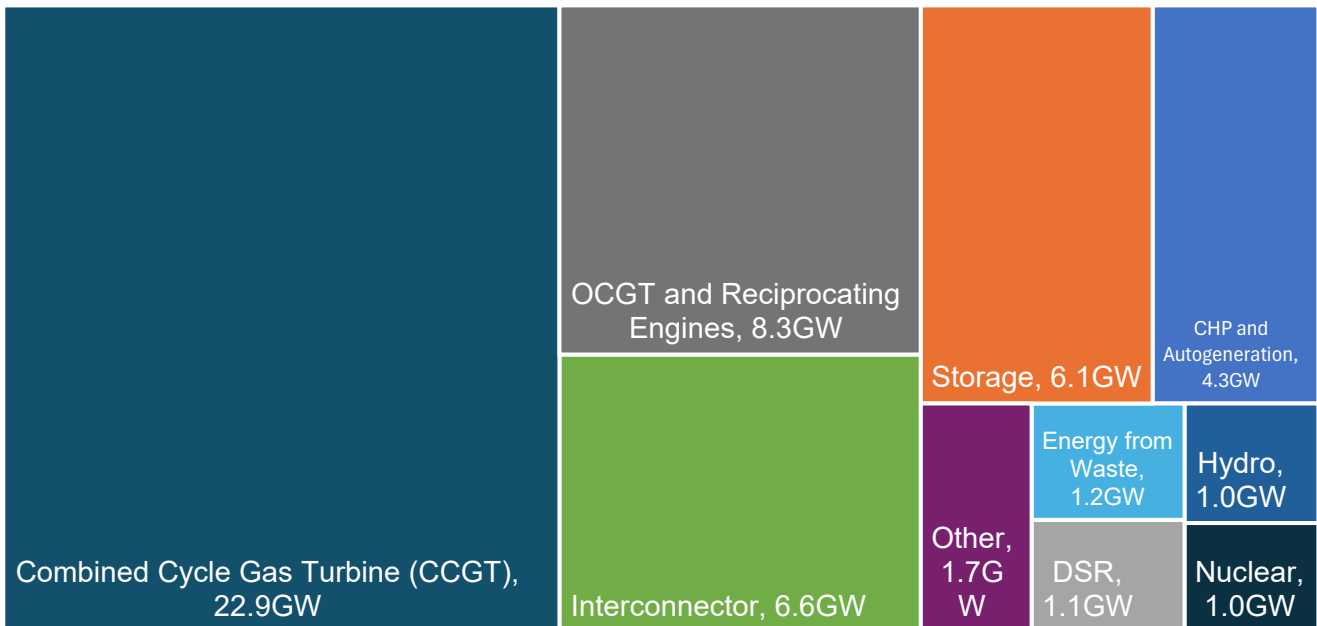 Combined Cycle Gas Turbine (CCGT),
22.9GW
OCGT and Reciprocating
Engines, 8.3GW
Interconnector, 6.6GW
Storage, 6.1GW
CHP and
Autogeneration,
4.3GW
Other,
1.7G
W
Energy from
Waste,
1.2GW
DSR,
1.1GW
Hydro,
1.0GW
Nuclear,
1.0GW